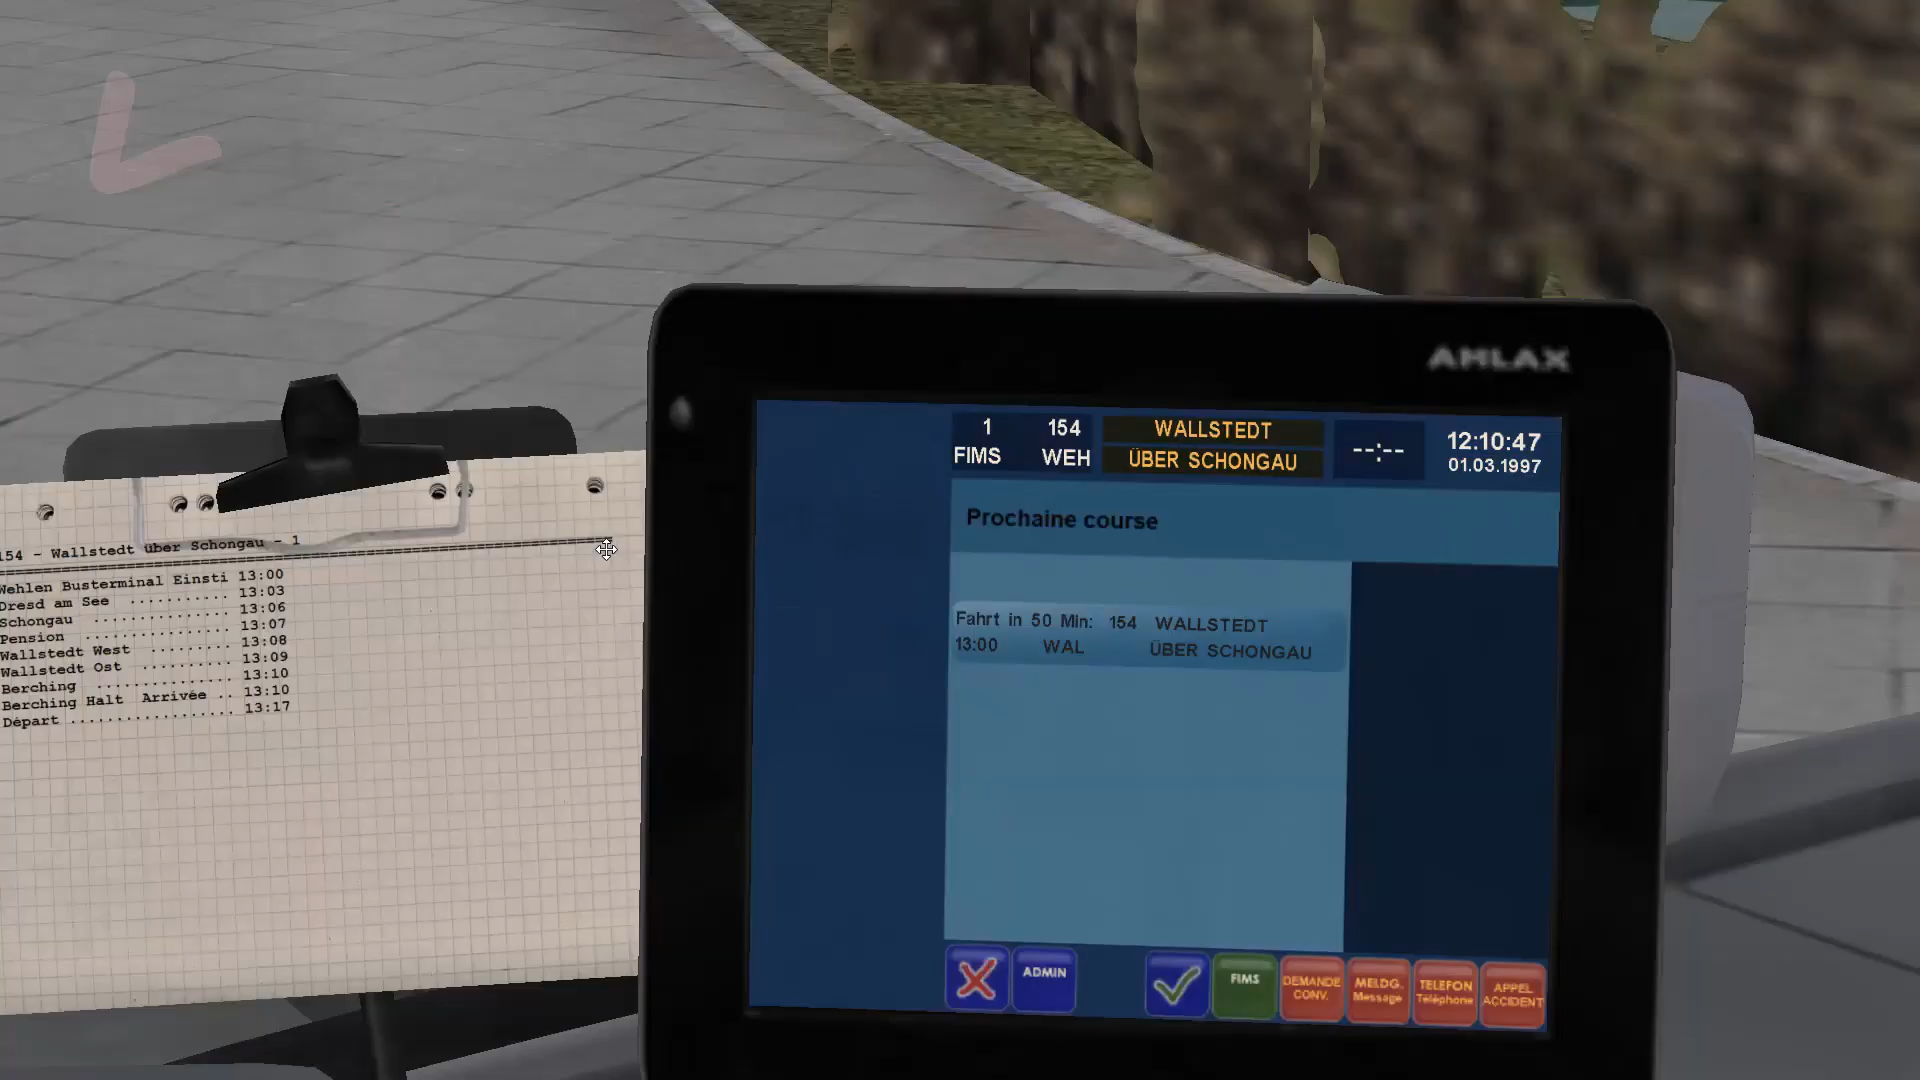 154 - Wallstedt über Schongau - 1
Wehlen Busterminal Einsti 13:00
Dresd am See ........... 13:03
Schongau ............... 13:06
Pension ................ 13:07
Wallstedt West ......... 13:08
Wallstedt Ost .......... 13:09
Berching ............... 13:10
Berching Halt Arrivée .. 13:10
Départ .................. 13:17
AHLAX
1 154 WALLSTEDT --:-- 12:10:47
FIMS WEH ÜBER SCHONGAU 01.03.1997
Prochaine course
Fahrt in 50 Min: 154 WALLSTEDT
13:00 WAL ÜBER SCHONGAU
ADMIN
FIMS
DEMANDE
CONV.
MELDG.
Message
TELEFON
Téléphone
APPEL
ACCIDENT